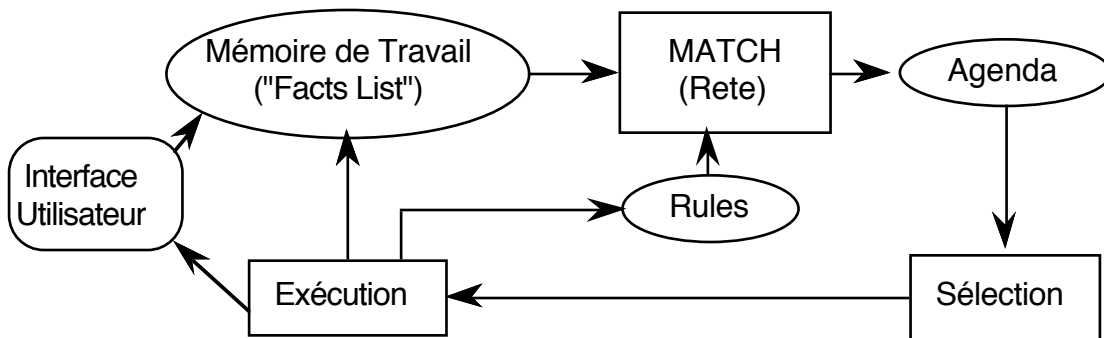 Mémoire de Travail
("Facts List")
MATCH
(Rete)
Agenda
Interface
Utilisateur
Rules
Exécution
Sélection